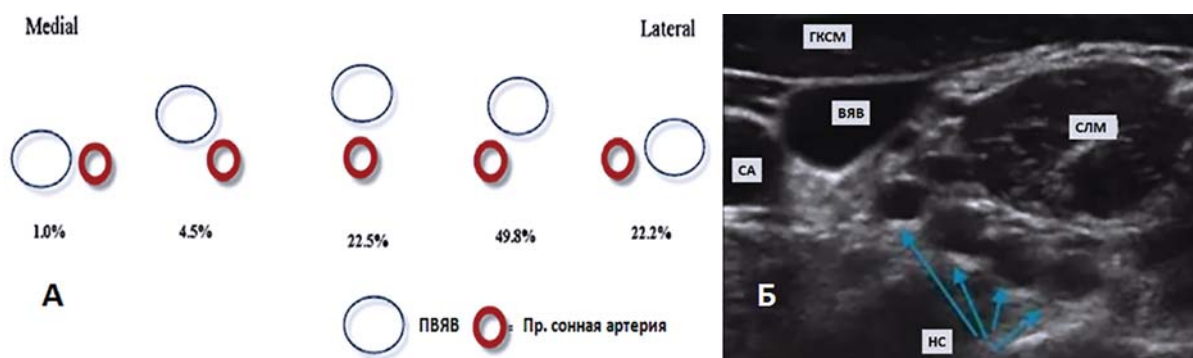 Medial
Lateral
1.0%
4.5%
22.5%
49.8%
22.2%
А
ПВЯВ
= Пр. сонная артерия
ГКСМ
ВЯВ
СЛМ
СА
Б
НС